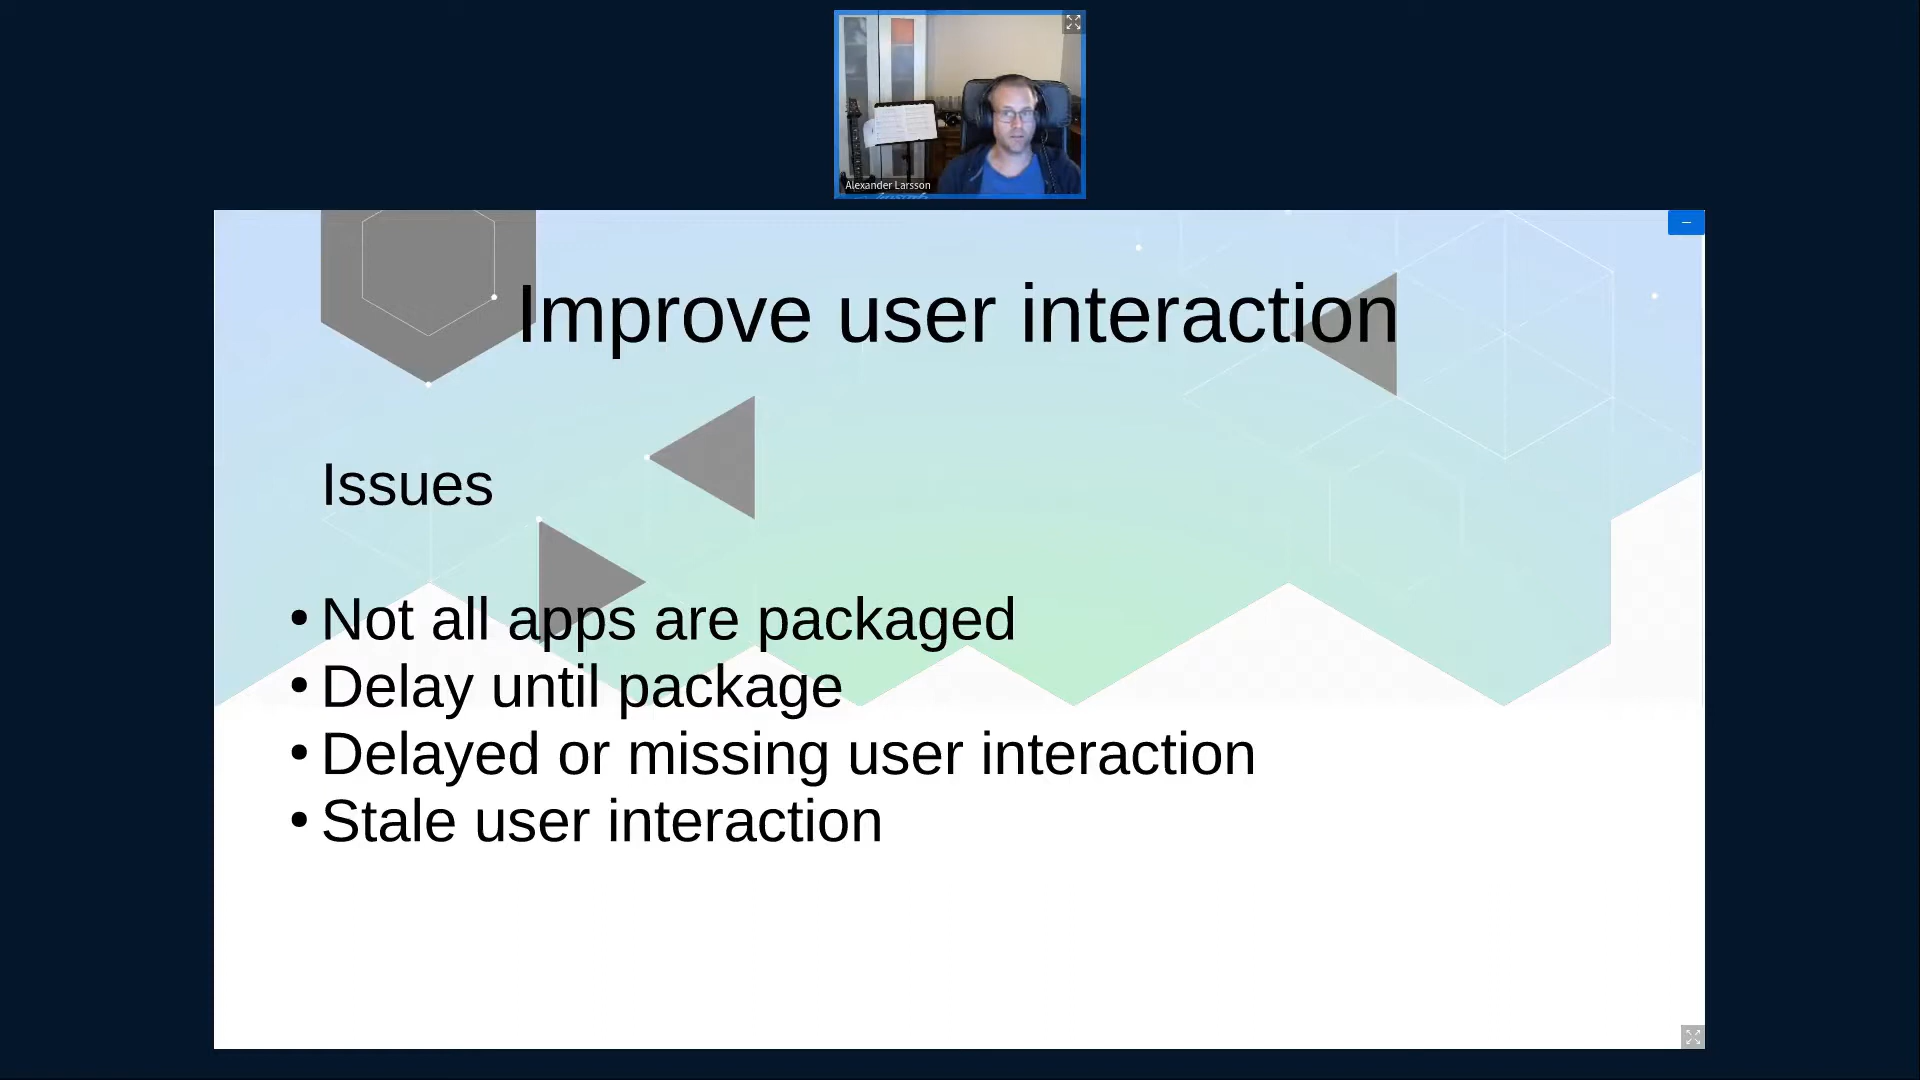 Alexander Larsson
Improve user interaction
Issues
• Not all apps are packaged
• Delay until package
• Delayed or missing user interaction
• Stale user interaction